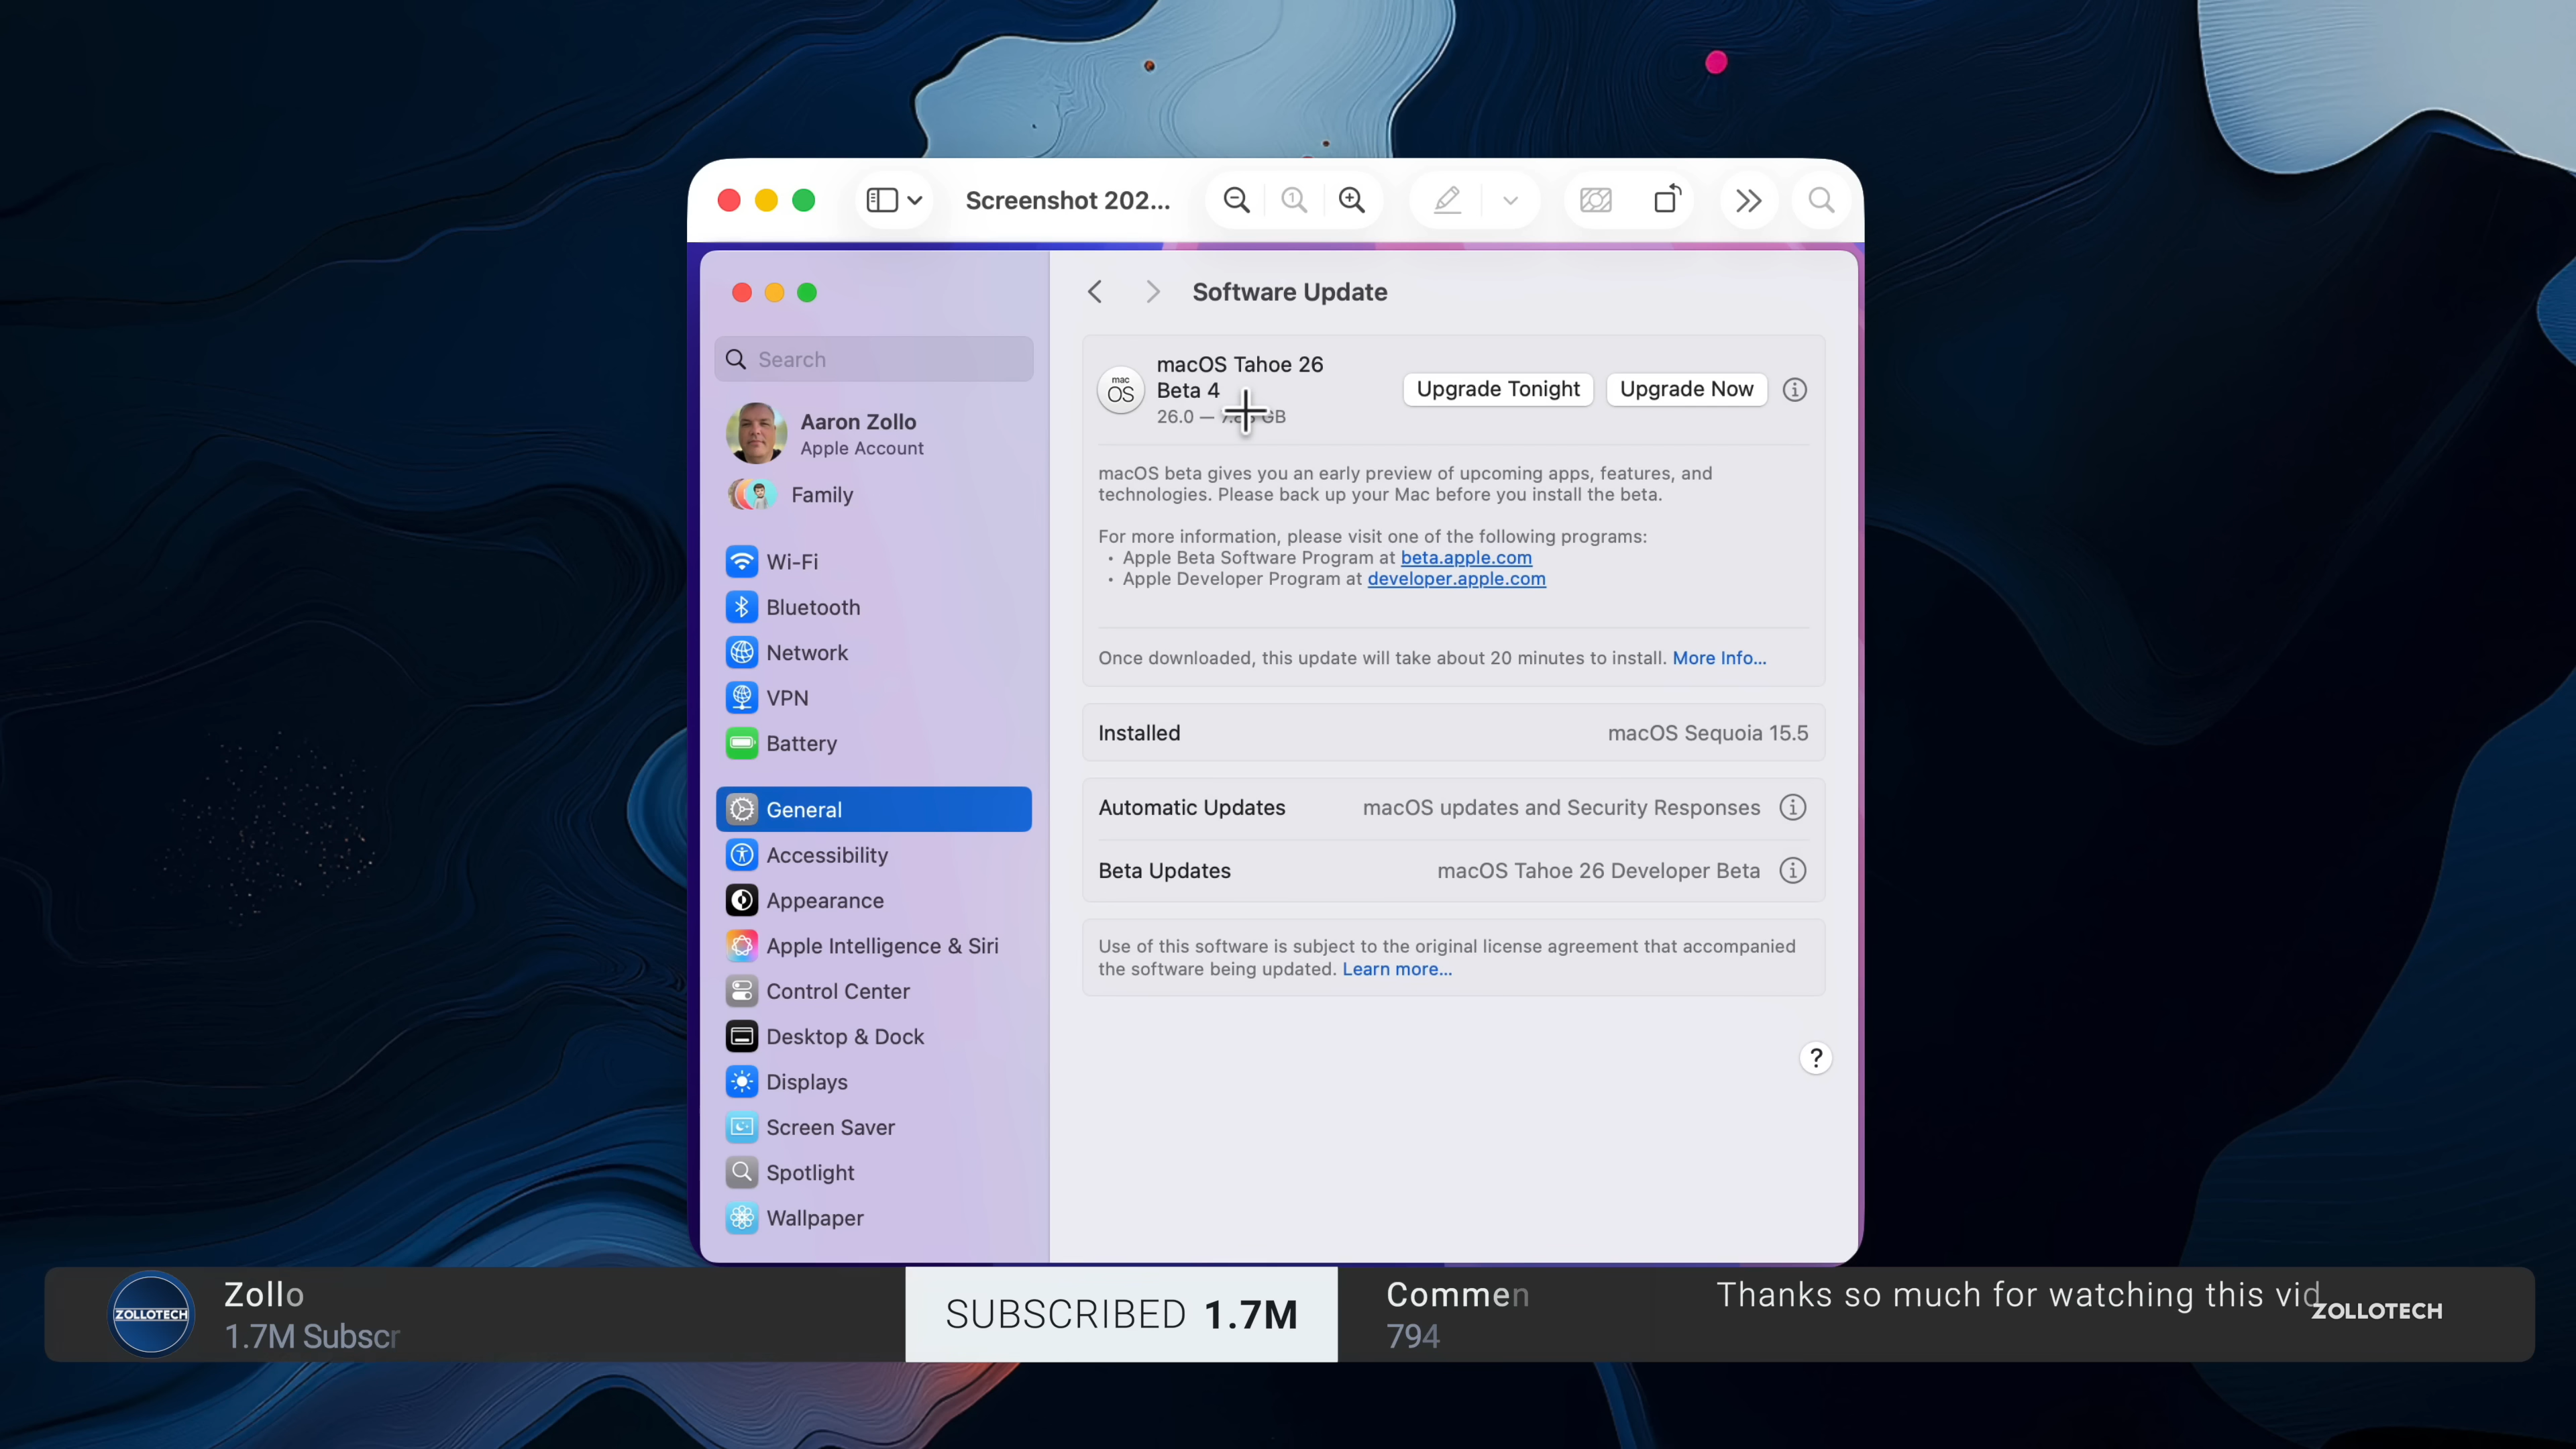 Screenshot 202...
Software Update
Search
mac
OS
macOS Tahoe 26
Beta 4
26.0 — GB
Upgrade Tonight
Upgrade Now
Aaron Zollo
Apple Account
Family
Wi-Fi
Bluetooth
Network
VPN
Battery
General
Accessibility
Appearance
Apple Intelligence & Siri
Control Center
Desktop & Dock
Displays
Screen Saver
Spotlight
Wallpaper
macOS beta gives you an early preview of upcoming apps, features, and
technologies. Please back up your Mac before you install the beta.
For more information, please visit one of the following programs:
• Apple Beta Software Program at beta.apple.com
• Apple Developer Program at developer.apple.com
Once downloaded, this update will take about 20 minutes to install. More Info...
Installed
macOS Sequoia 15.5
Automatic Updates
macOS updates and Security Responses
Beta Updates
macOS Tahoe 26 Developer Beta
Use of this software is subject to the original license agreement that accompanied
the software being updated. Learn more...
?
ZOLLOTECH
Zollo
1.7M Subscr
SUBSCRIBED 1.7M
Commen
794
Thanks so much for watching this vid
ZOLLOTECH